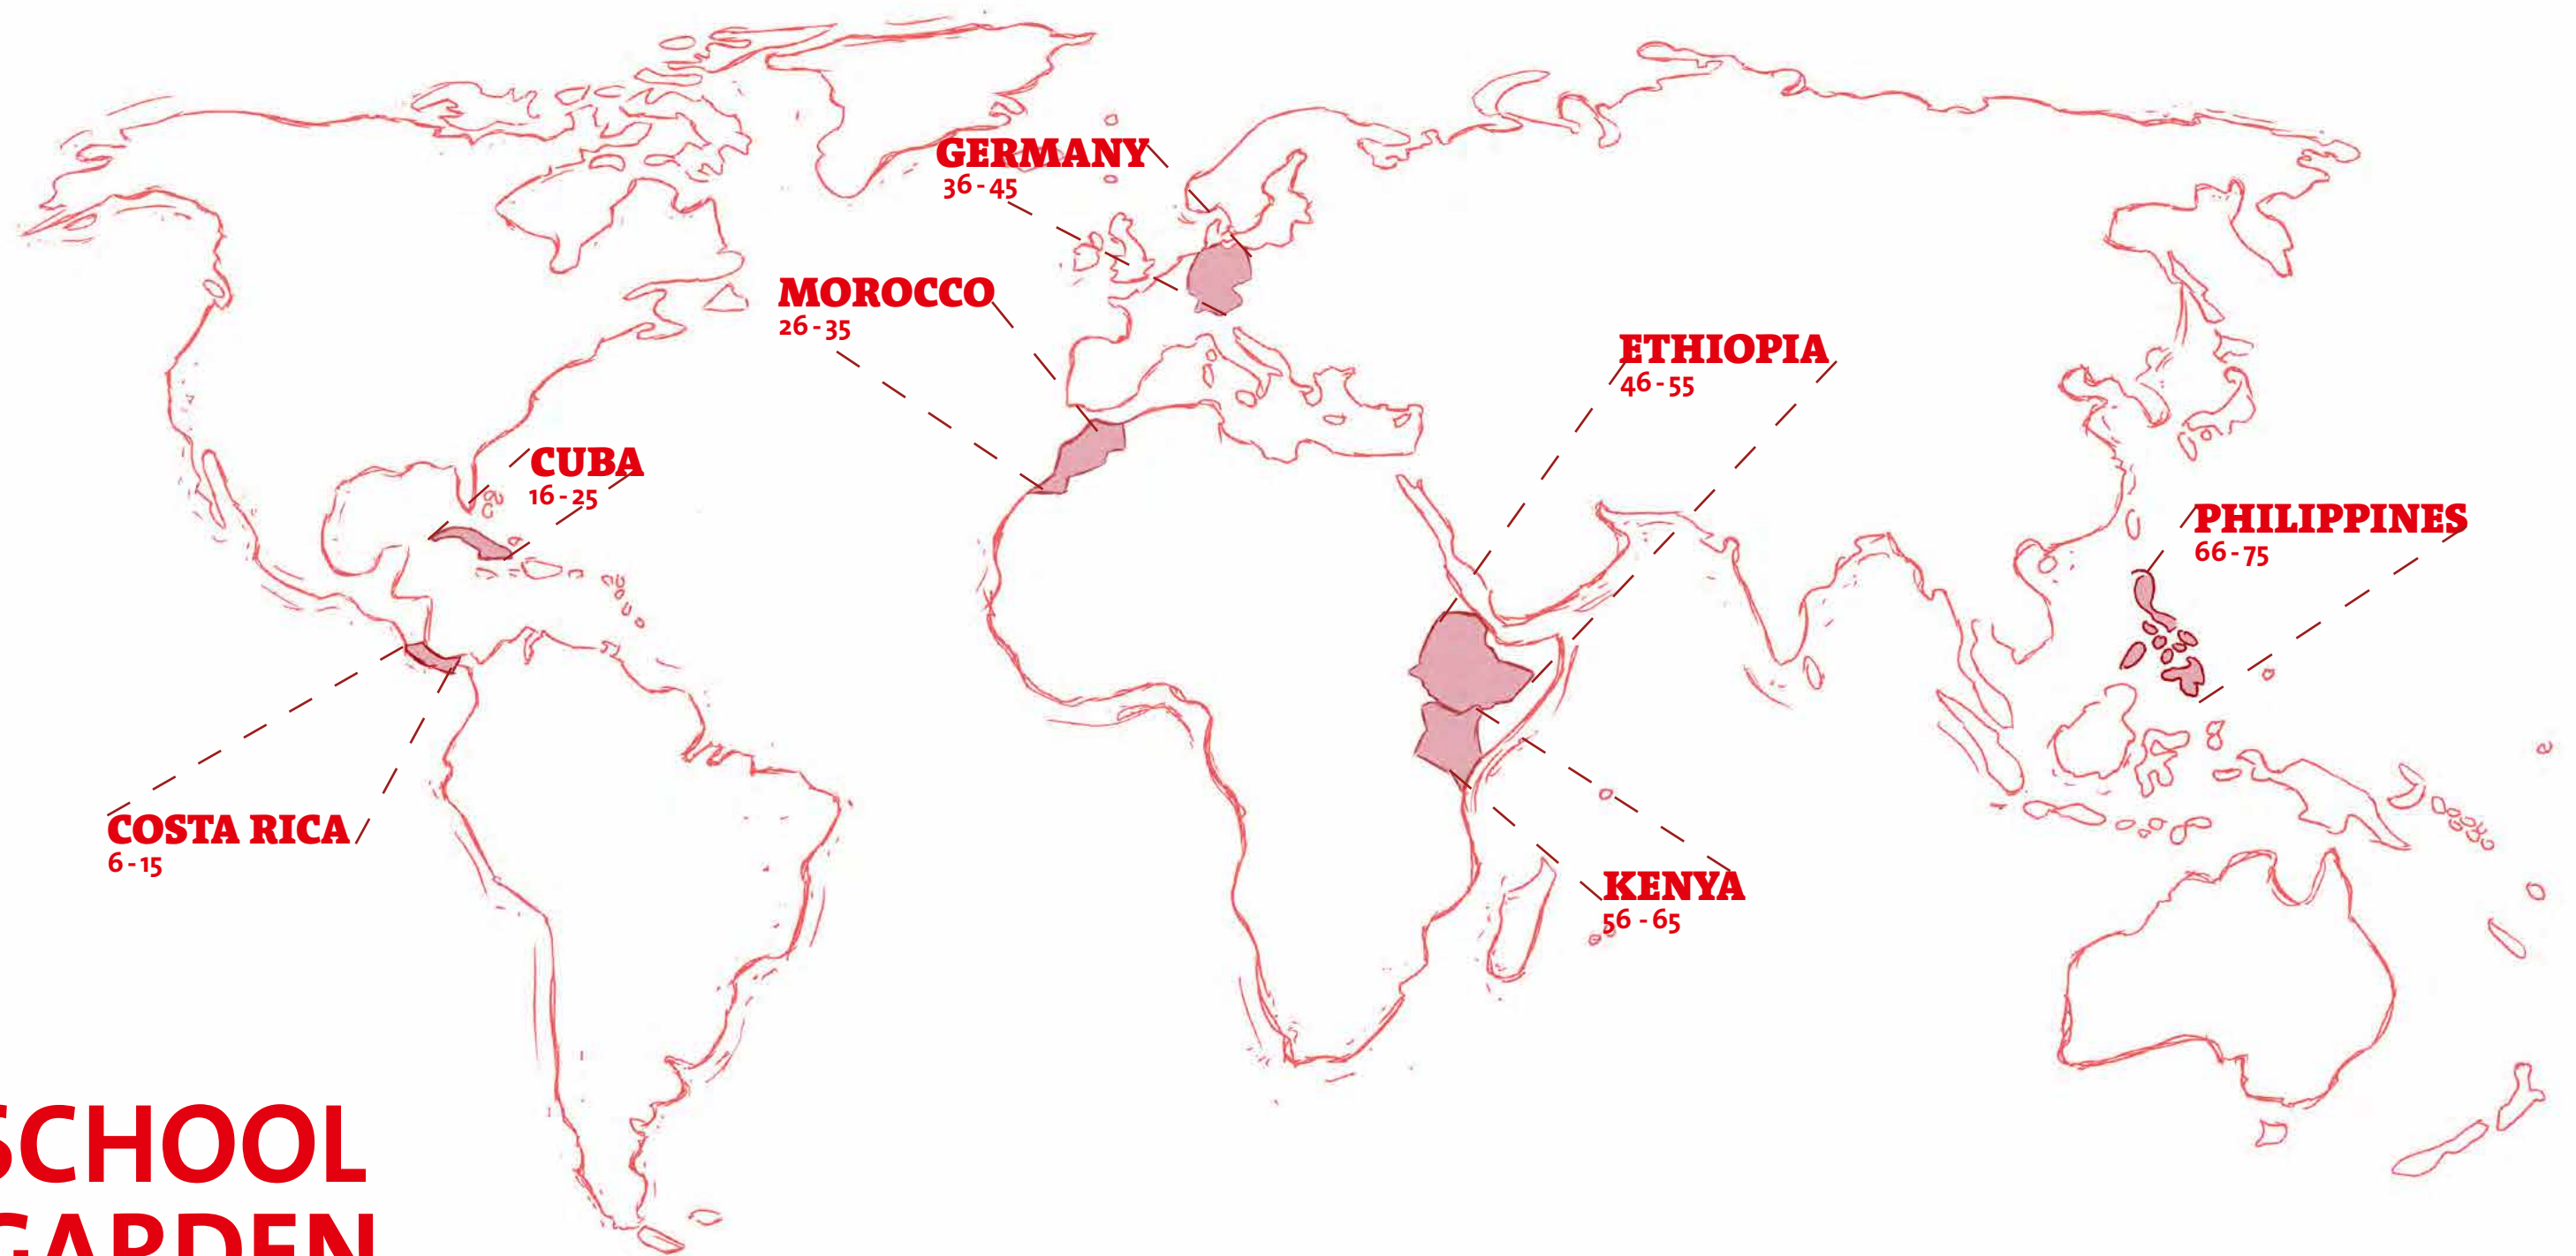 GERMANY
36 - 45
MOROCCO
26 - 35
ETHIOPIA
46 - 55
CUBA
16 - 25
PHILIPPINES
66 - 75
COSTA RICA
6 - 15
KENYA
56 - 65
SCHOOL
GARDEN